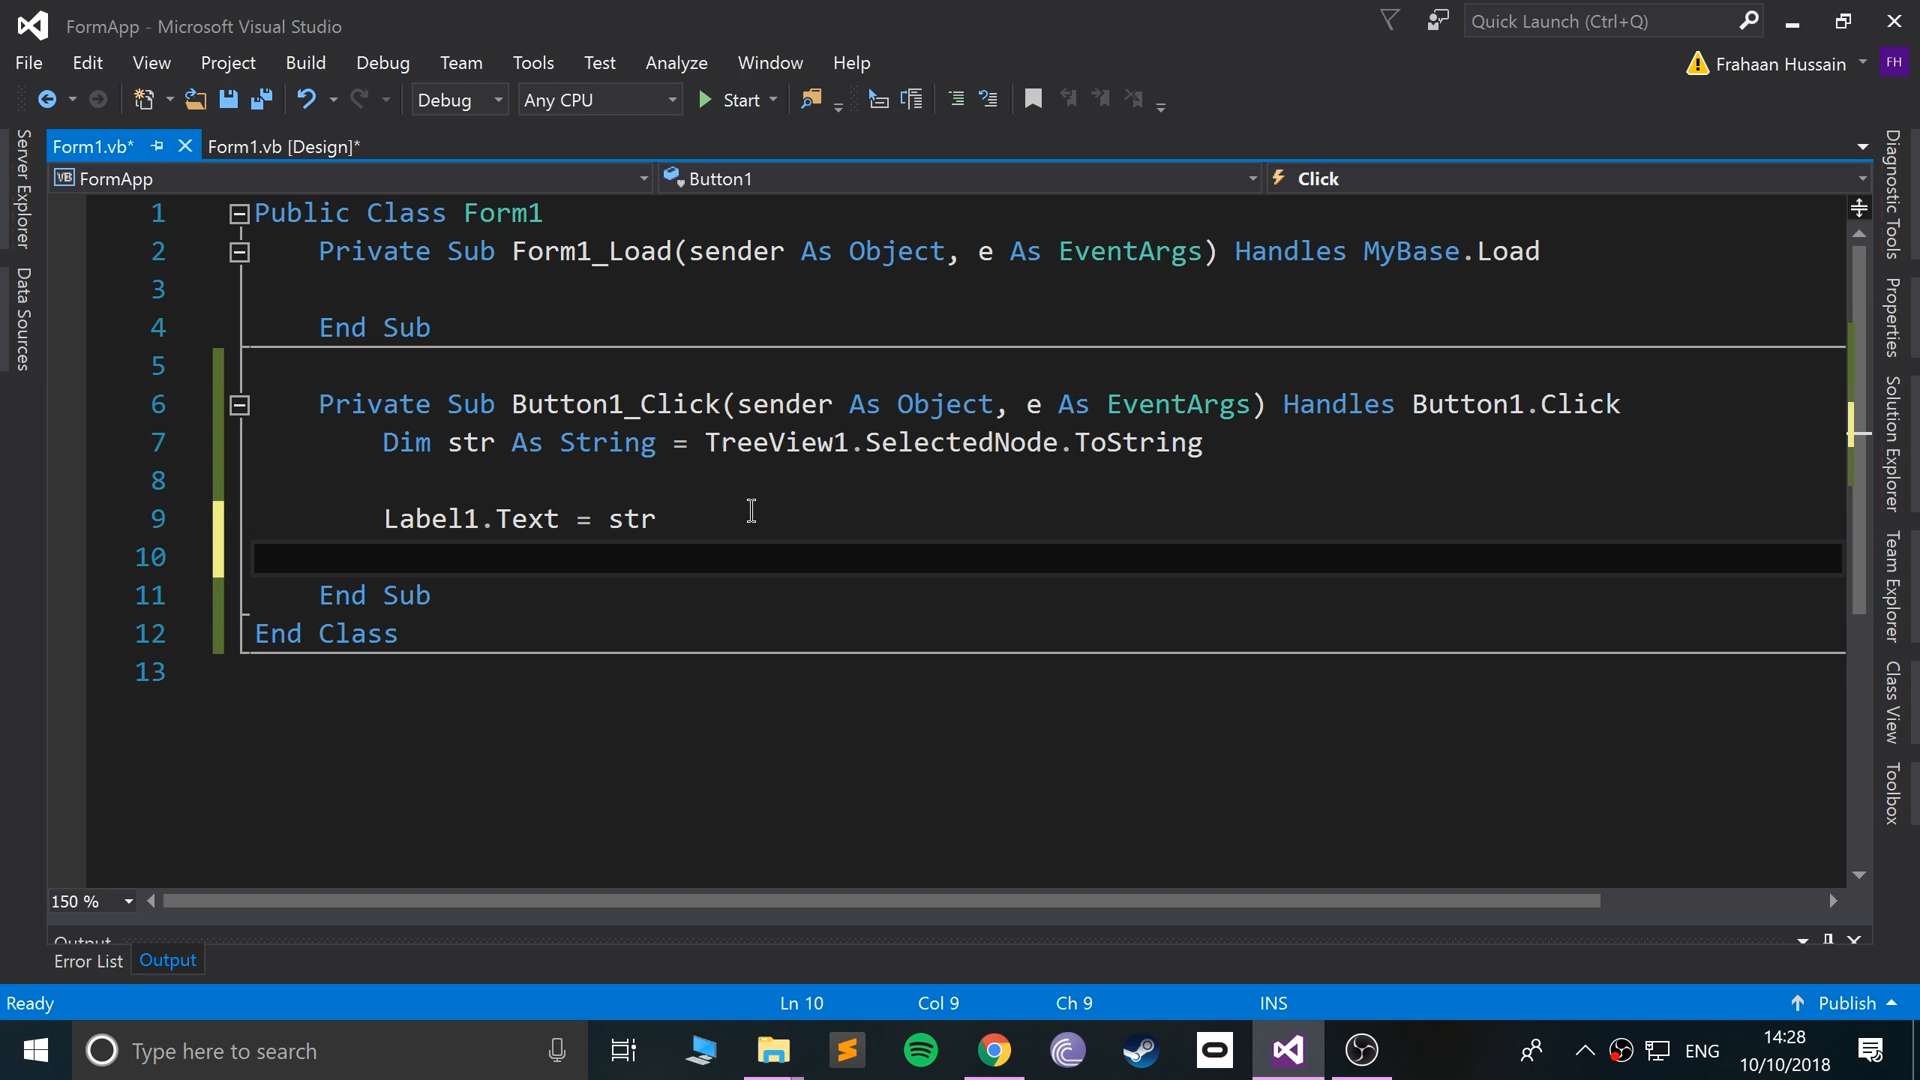 FormApp - Microsoft Visual Studio
Quick Launch (Ctrl+Q)
File Edit View Project Build Debug Team Tools Test Analyze Window Help
Frahaan Hussain FH
Debug Any CPU Start
Form1.vb* Form1.vb [Design]*
VB FormApp Button1 Click
1 Public Class Form1
2 Private Sub Form1_Load(sender As Object, e As EventArgs) Handles MyBase.Load
3
4 End Sub
5
6 Private Sub Button1_Click(sender As Object, e As EventArgs) Handles Button1.Click
7 Dim str As String = TreeView1.SelectedNode.ToString
8
9 Label1.Text = str
10
11 End Sub
12 End Class
13
Server Explorer
Data Sources
Diagnostic Tools
Properties
Solution Explorer
Team Explorer
Class View
Toolbox
150 %
Output
Error List Output
Ready Ln 10 Col 9 Ch 9 INS Publish
Type here to search
ENG
14:28
10/10/2018